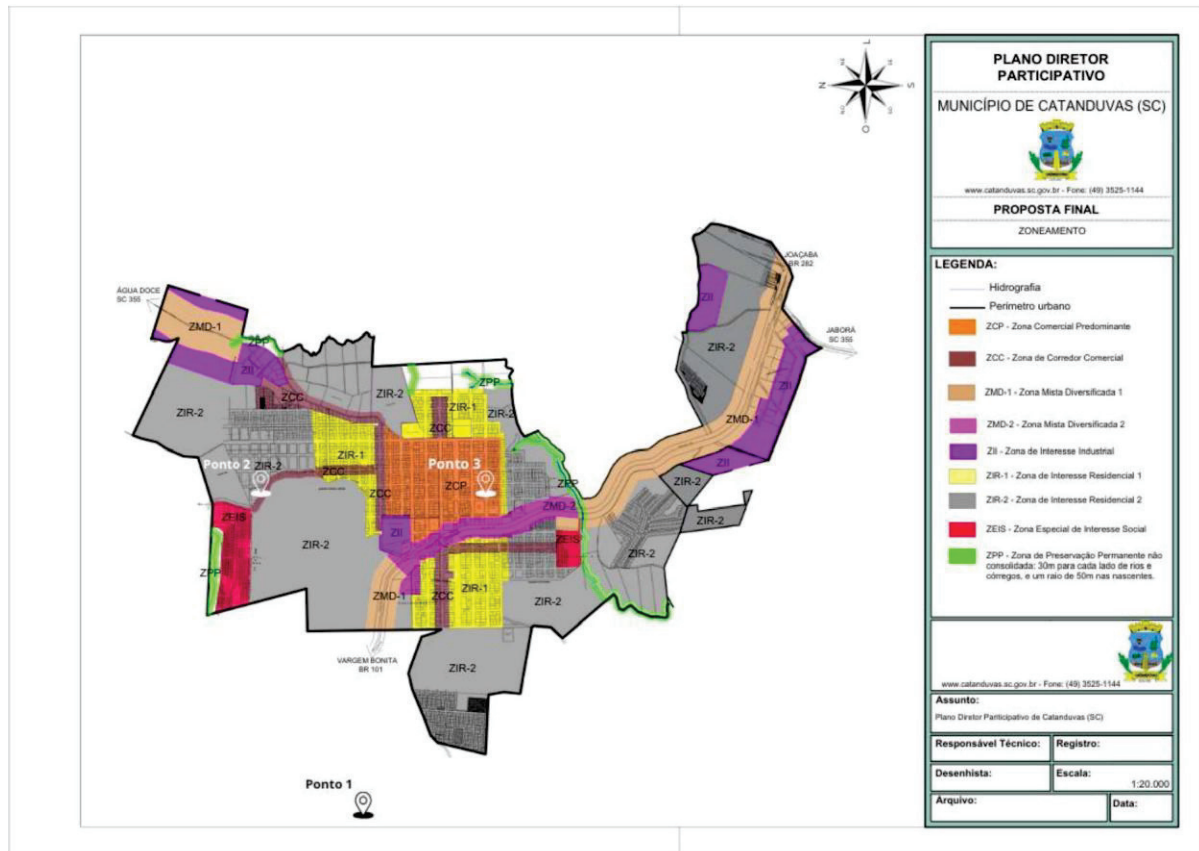 L
N
S
O
ÁGUA DOCE
SC 355
JOAÇABA
BR 282
JABORÁ
SC 355
ZMD-1
ZPP
ZII
ZII
ZIR-2
ZII
ZMD-1
ZII
ZIR-2
ZIR-2
ZIR-2
ZCC
ZIR-2
ZPP
ZIR-1
ZIR-2
ZCC
ZIR-1
Ponto 2
ZIR-2
ZCC
Ponto 3
ZCP
ZCC
ZPP
ZMD-2
ZEIS
ZII
ZEIS
ZIR-2
ZIR-2
ZPP
ZMD-1
ZCC
ZIR-1
ZIR-2
VARGEM BONITA
BR 101
ZIR-2
Ponto 1
PLANO DIRETOR
PARTICIPATIVO
MUNICÍPIO DE CATANDUVAS (SC)
www.catanduvas.sc.gov.br - Fone: (49) 3525-1144
PROPOSTA FINAL
ZONEAMENTO
LEGENDA:
Hidrografia
Perímetro urbano
ZCP - Zona Comercial Predominante
ZCC - Zona de Corredor Comercial
ZMD-1 - Zona Mista Diversificada 1
ZMD-2 - Zona Mista Diversificada 2
ZII - Zona de Interesse Industrial
ZIR-1 - Zona de Interesse Residencial 1
ZIR-2 - Zona de Interesse Residencial 2
ZEIS - Zona Especial de Interesse Social
ZPP - Zona de Preservação Permanente não
consolidada: 30m para cada lado de rios e
córregos, e um raio de 50m nas nascentes.
www.catanduvas.sc.gov.br - Fone: (49) 3525-1144
Assunto:
Plano Diretor Participativo de Catanduvas (SC)
Responsável Técnico:
Registro:
Desenhista:
Escala:
1:20.000
Arquivo:
Data: